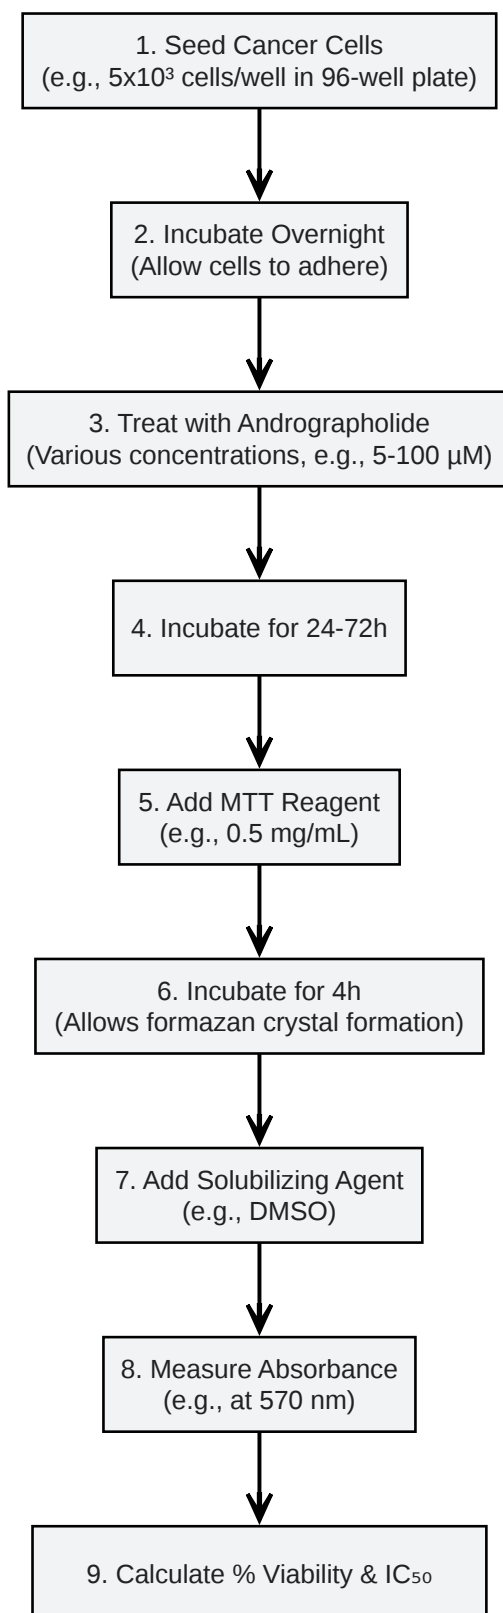 1. Seed Cancer Cells
(e.g., 5x10³ cells/well in 96-well plate)
2. Incubate Overnight
(Allow cells to adhere)
3. Treat with Andrographolide
(Various concentrations, e.g., 5-100 µM)
4. Incubate for 24-72h
5. Add MTT Reagent
(e.g., 0.5 mg/mL)
6. Incubate for 4h
(Allows formazan crystal formation)
7. Add Solubilizing Agent
(e.g., DMSO)
8. Measure Absorbance
(e.g., at 570 nm)
9. Calculate % Viability & IC₅₀